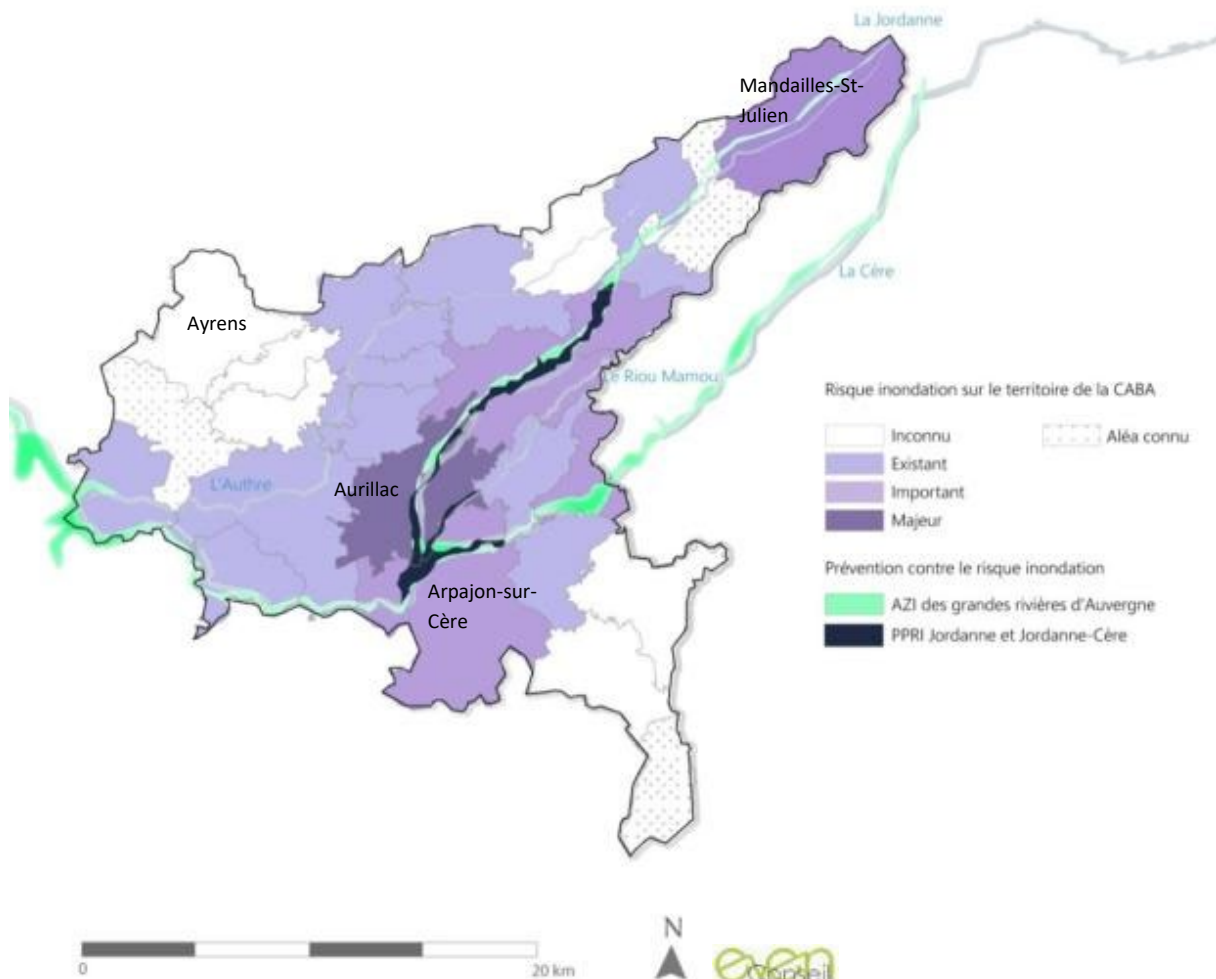 La Jordanne
Mandailles-St-
Julien
La Cère
Ayrens
Le Riou Mamou
Risque inondation sur le territoire de la CABA
Inconnu
Aléa connu
Existant
Important
Majeur
L'Authre
Aurillac
Prévention contre le risque inondation
AZI des grandes rivières d'Auvergne
PPRI Jordanne et Jordanne-Cère
Arpajon-sur-
Cère
N
0
20 km
even
Conseil